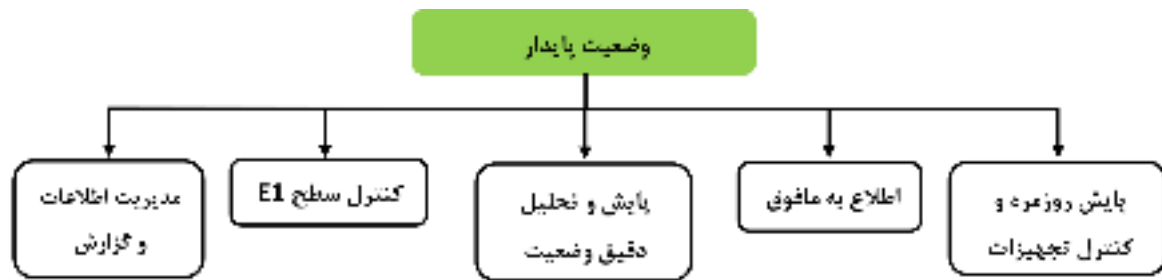 وضعیت پایدار
پایش روزمره و
کنترل تجهیزات
اطلاع به مافوق
پایش و تحلیل
دقیق وضعیت
کنترل سطح E1
مدیریت اطلاعات
و گزارش